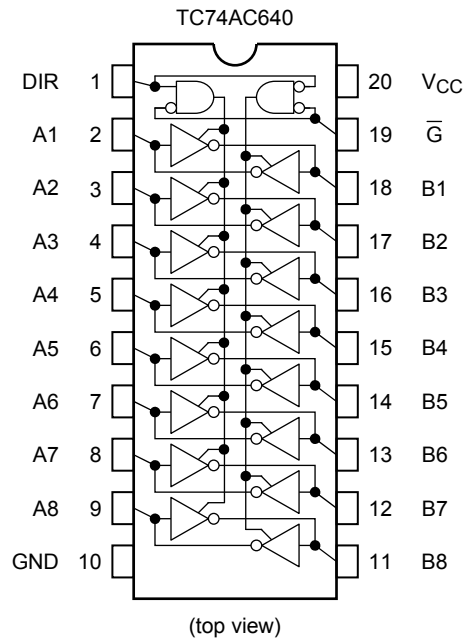 TC74AC640
DIR 1 20 VCC
A1 2 19 G̅
A2 3 18 B1
A3 4 17 B2
A4 5 16 B3
A5 6 15 B4
A6 7 14 B5
A7 8 13 B6
A8 9 12 B7
GND 10 11 B8
(top view)